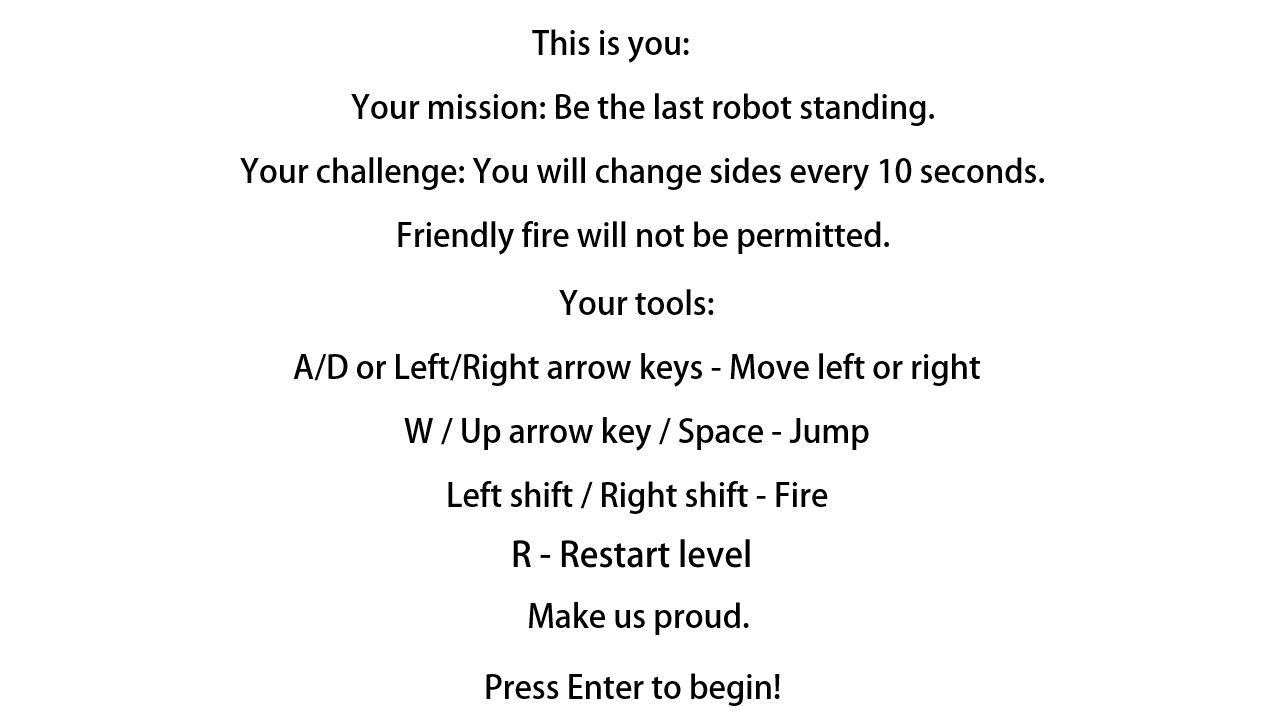 This is you:
Your mission: Be the last robot standing.
Your challenge: You will change sides every 10 seconds.
Friendly fire will not be permitted.
Your tools:
A/D or Left/Right arrow keys - Move left or right
W / Up arrow key / Space - Jump
Left shift / Right shift - Fire
R - Restart level
Make us proud.
Press Enter to begin!